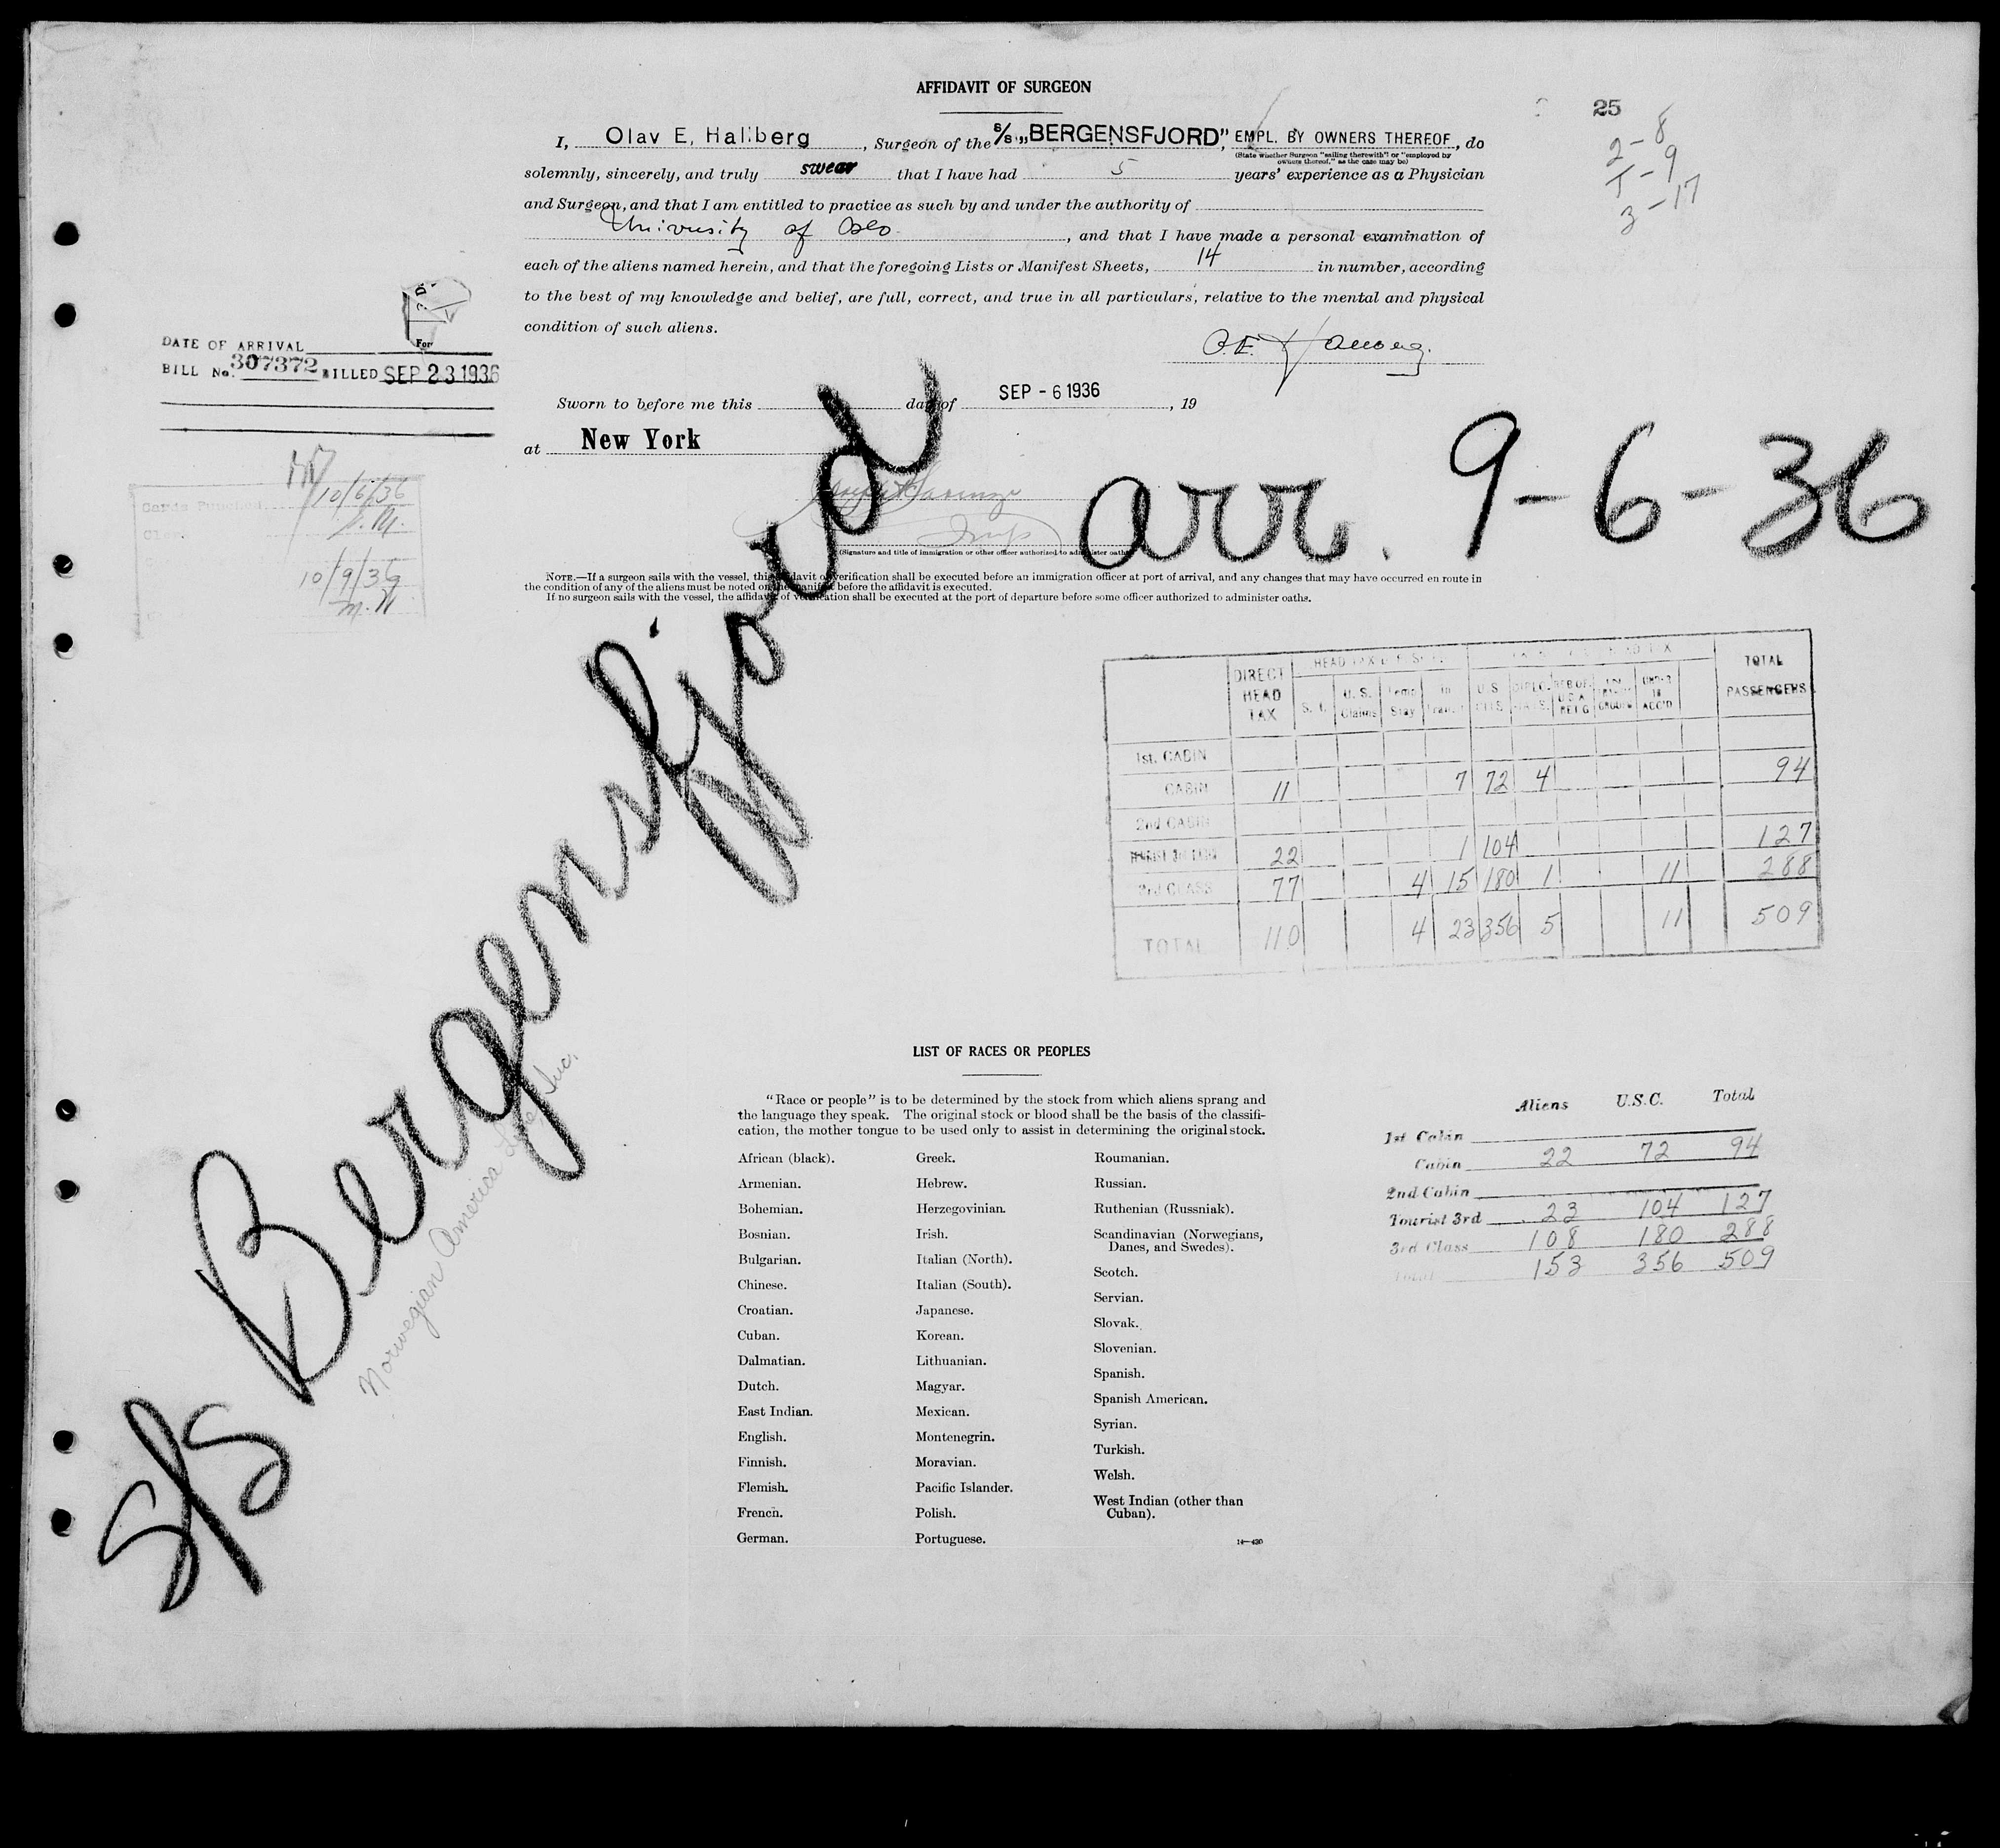 AFFIDAVIT OF SURGEON
25
2-8
T-9
3-17
I, Olav E. Hallberg, Surgeon of the s/s „BERGENSFJORD”, EMPL. BY OWNERS THEREOF, do
(State whether Surgeon "sailing therewith" or "employed by
owners thereof," as the case may be)
solemnly, sincerely, and truly swear that I have had 5 years' experience as a Physician
and Surgeon, and that I am entitled to practice as such by and under the authority of
University of Oslo, and that I have made a personal examination of
each of the aliens named herein, and that the foregoing Lists or Manifest Sheets, 14 in number, according
to the best of my knowledge and belief, are full, correct, and true in all particulars, relative to the mental and physical
condition of such aliens.
O.E. Hallberg.
For
DATE OF ARRIVAL
BILL No. 307372 BILLED SEP 23 1936
Sworn to before me this day of SEP - 6 1936, 19
at New York
Cards Punched 10/6/36
10/9/36
M. N.
arr. 9-6-36
Insp
(Signature and title of immigration or other officer authorized to administer oaths)
NOTE.—If a surgeon sails with the vessel, this affidavit of verification shall be executed before an immigration officer at port of arrival, and any changes that may have occurred en route in
the condition of any of the aliens must be noted on the manifest before the affidavit is executed.
If no surgeon sails with the vessel, the affidavit of verification shall be executed at the port of departure before some officer authorized to administer oaths.
S/S Bergensfjord
Norwegian America Line Inc.
DIRECT HEAD TAX U.S. Claims Temp Stay In Transit U.S. CITS. DIPLO- MATS. UNDER 16 ACC'D TOTAL PASSENGERS
1st. CABIN
CABIN 11 7 72 4 94
2nd CABIN
TOURIST 3rd CLASS 22 1 104 127
3rd CLASS 77 4 15 180 1 11 288
TOTAL 110 4 23 356 5 11 509
LIST OF RACES OR PEOPLES
"Race or people" is to be determined by the stock from which aliens sprang and
the language they speak. The original stock or blood shall be the basis of the classifi-
cation, the mother tongue to be used only to assist in determining the original stock.
African (black).
Armenian.
Bohemian.
Bosnian.
Bulgarian.
Chinese.
Croatian.
Cuban.
Dalmatian.
Dutch.
East Indian.
English.
Finnish.
Flemish.
French.
German.
Greek.
Hebrew.
Herzegovinian.
Irish.
Italian (North).
Italian (South).
Japanese.
Korean.
Lithuanian.
Magyar.
Mexican.
Montenegrin.
Moravian.
Pacific Islander.
Polish.
Portuguese.
Roumanian.
Russian.
Ruthenian (Russniak).
Scandinavian (Norwegians,
Danes, and Swedes).
Scotch.
Servian.
Slovak.
Slovenian.
Spanish.
Spanish American.
Syrian.
Turkish.
Welsh.
West Indian (other than
Cuban).
14—430
Aliens U.S.C. Total
1st Cabin
Cabin 22 72 94
2nd Cabin
Tourist 3rd 23 104 127
3rd Class 108 180 288
Total 153 356 509